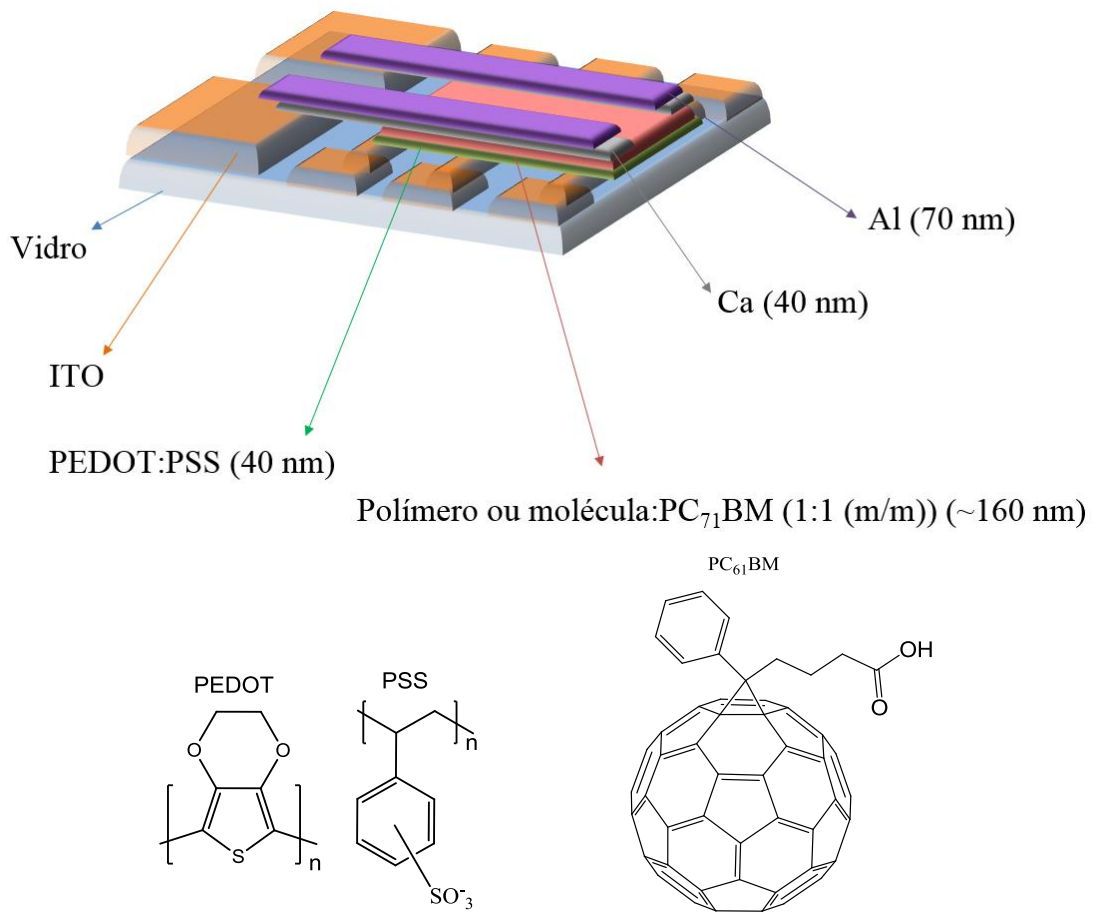 Al (70 nm)
Vidro
Ca (40 nm)
ITO
PEDOT:PSS (40 nm)
Polímero ou molécula:PC₇₁BM (1:1 (m/m)) (~160 nm)
PC₆₁BM
OH
O
PEDOT
PSS
O O
S
n
n
SO⁻₃